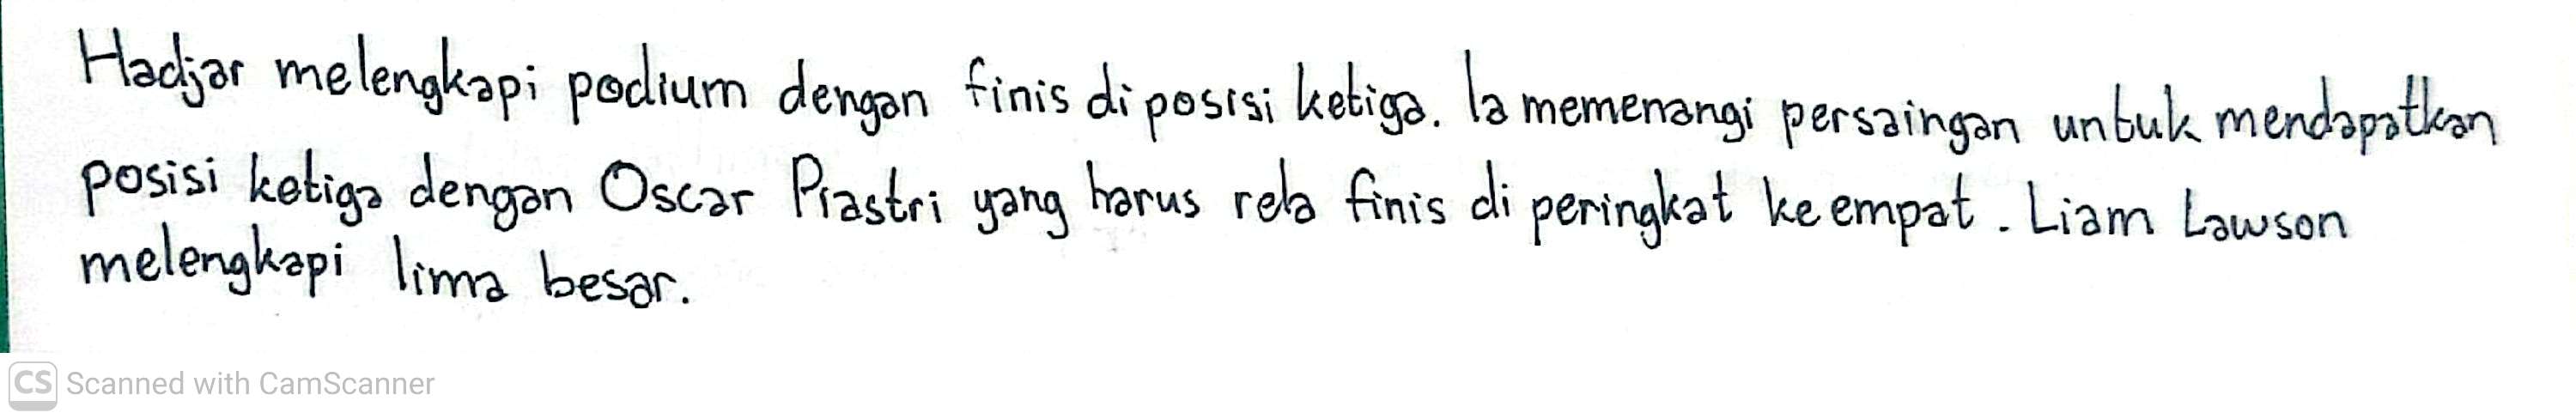 Hadjar melengkapi podium dengan finis di posisi ketiga. Ia memenangi persaingan untuk mendapatkan
posisi ketiga dengan Oscar Piastri yang harus rela finis di peringkat keempat. Liam Lawson
melengkapi lima besar.
CS Scanned with CamScanner